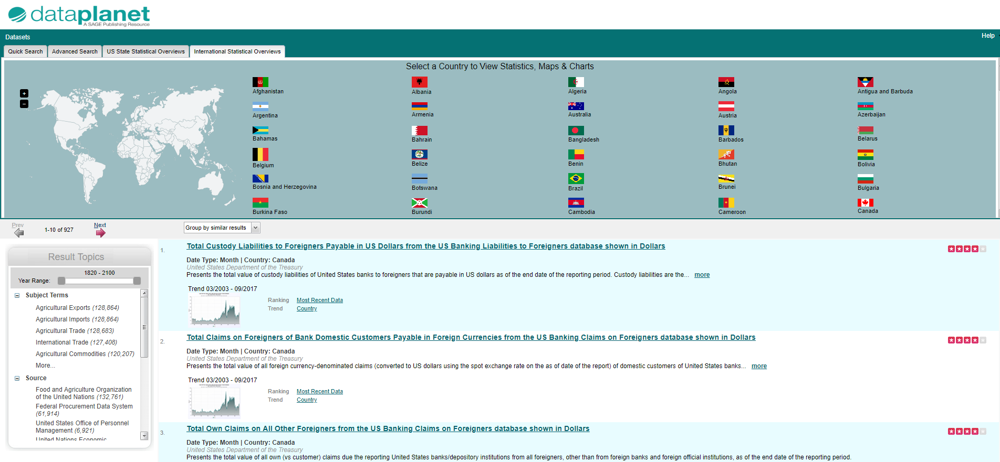 dataplanet
A SAGE Publishing Resource
Datasets
Help
Quick Search
Advanced Search
US State Statistical Overviews
International Statistical Overviews
Select a Country to View Statistics, Maps & Charts
+
−
Afghanistan
Albania
Algeria
Angola
Antigua and Barbuda
Argentina
Armenia
Australia
Austria
Azerbaijan
Bahamas
Bahrain
Bangladesh
Barbados
Belarus
Belgium
Belize
Benin
Bhutan
Bolivia
Bosnia and Herzegovina
Botswana
Brazil
Brunei
Bulgaria
Burkina Faso
Burundi
Cambodia
Cameroon
Canada
Prev
1-10 of 927
Next
Group by similar results
Result Topics
1820 - 2100
Year Range:
Subject Terms
Agricultural Exports (128,864)
Agricultural Imports (128,864)
Agricultural Trade (128,683)
International Trade (127,408)
Agricultural Commodities (120,207)
More...
Source
Food and Agriculture Organization
of the United Nations (132,761)
Federal Procurement Data System
(61,914)
United States Office of Personnel
Management (6,921)
United Nations Economic
1.
Total Custody Liabilities to Foreigners Payable in US Dollars from the US Banking Liabilities to Foreigners database shown in Dollars
Date Type: Month | Country: Canada
United States Department of the Treasury
Presents the total value of custody liabilities of United States banks to foreigners that are payable in US dollars as of the end date of the reporting period. Custody liabilities are the... more
Trend 03/2003 - 09/2017
Ranking Most Recent Data
Trend Country
2.
Total Claims on Foreigners of Bank Domestic Customers Payable in Foreign Currencies from the US Banking Claims on Foreigners database shown in Dollars
Date Type: Month | Country: Canada
United States Department of the Treasury
Presents the total value of all foreign currency-denominated claims (converted to US dollars using the spot exchange rate on the as of date of the report) of domestic customers of United States banks... more
Trend 03/2003 - 09/2017
Ranking Most Recent Data
Trend Country
3.
Total Own Claims on All Other Foreigners from the US Banking Claims on Foreigners database shown in Dollars
Date Type: Month | Country: Canada
United States Department of the Treasury
Presents the total value of all own (vs customer) claims due the reporting United States banks/depository institutions from all foreigners, other than from foreign banks and foreign official institutions, as of the end date of the reporting period.